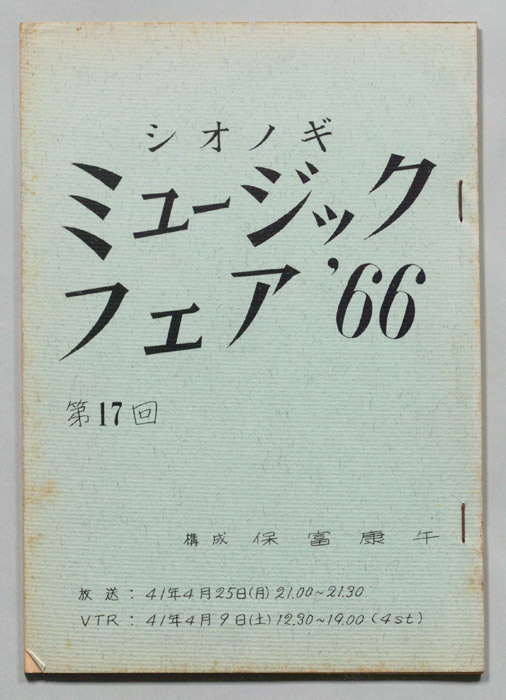 シオノギ
ミュージック
フェア '66
第17回
構成 保富康午
放送: 41年4月25日(月) 21.00~21.30
VTR: 41年4月9日(土) 12.30~19.00 (4st)